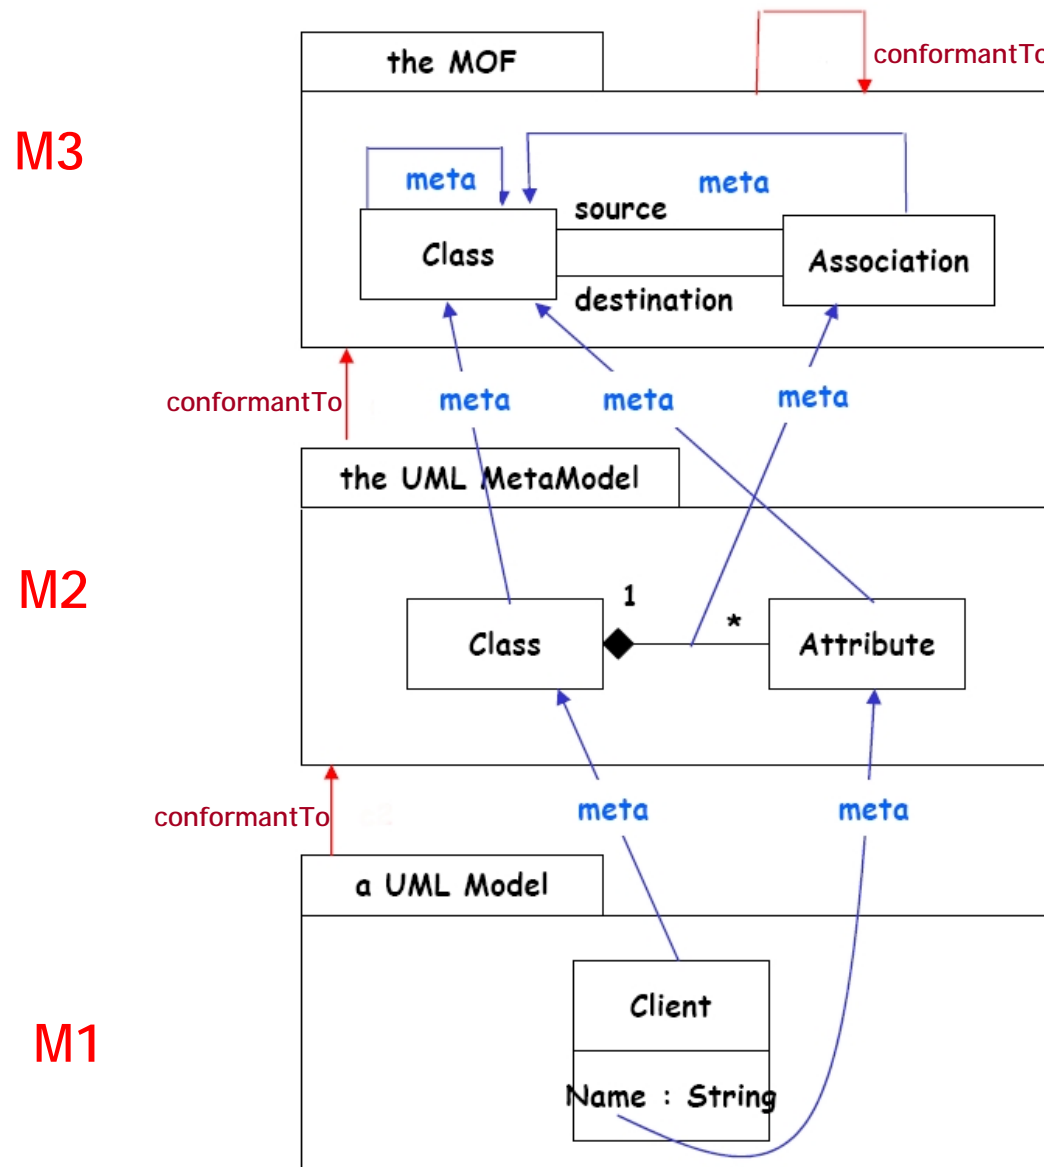 the MOF
conformantTo
M3
meta
meta
source
Class
Association
destination
conformantTo
meta
meta
meta
the UML MetaModel
M2
1
*
Class
Attribute
conformantTo
meta
meta
a UML Model
Client
M1
Name : String